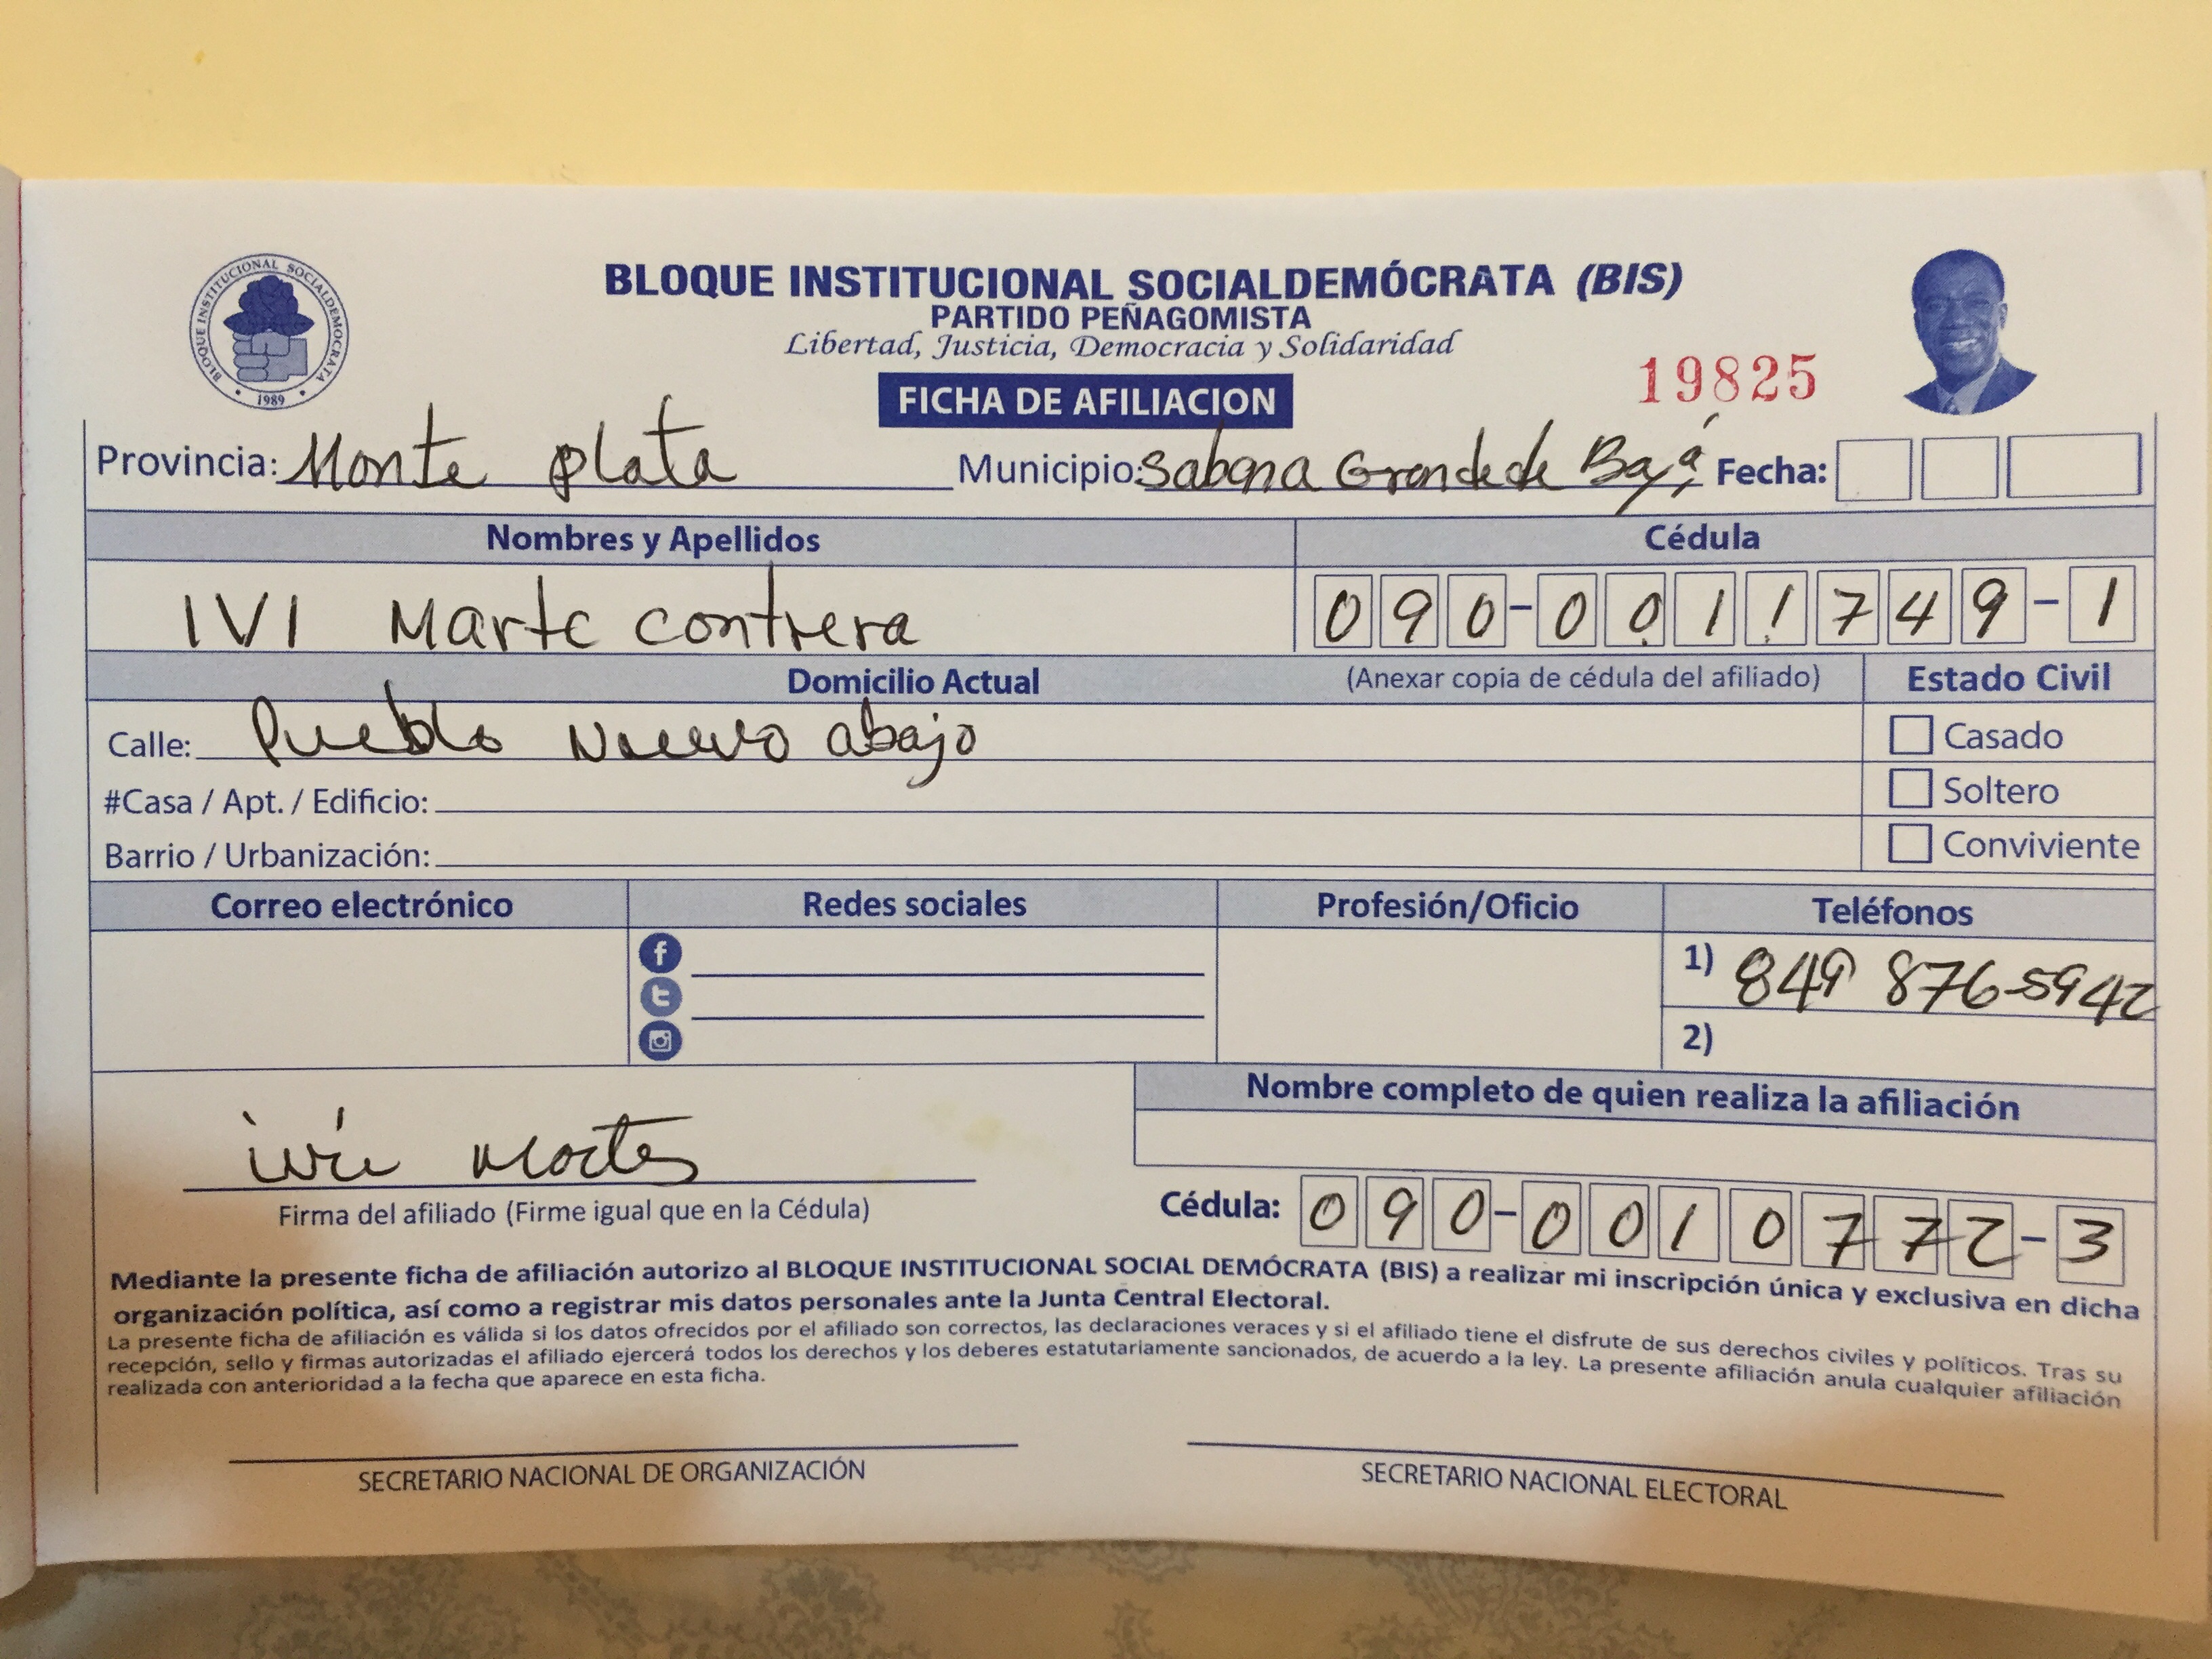 BLOQUE INSTITUCIONAL SOCIALDEMÓCRATA (BIS)
PARTIDO PEÑAGOMISTA
Libertad, Justicia, Democracia y Solidaridad
BLOQUE INSTITUCIONAL SOCIALDEMOCRATA
1989
FICHA DE AFILIACION
19825
Provincia: Monte plata Municipio: Sabana Grande de Bayá Fecha:
Nombres y Apellidos Cédula
IVI Marte contrera 090-0011749-1
Domicilio Actual (Anexar copia de cédula del afiliado) Estado Civil
Calle: Pueblo Nuevo abajo Casado
#Casa / Apt. / Edificio: Soltero
Barrio / Urbanización: Conviviente
Correo electrónico Redes sociales Profesión/Oficio Teléfonos
1) 849 876-5942
2)
Nombre completo de quien realiza la afiliación
ivi Martes
Firma del afiliado (Firme igual que en la Cédula)
Cédula: 090-0010772-3
Mediante la presente ficha de afiliación autorizo al BLOQUE INSTITUCIONAL SOCIAL DEMÓCRATA (BIS) a realizar mi inscripción única y exclusiva en dicha
organización política, así como a registrar mis datos personales ante la Junta Central Electoral.
La presente ficha de afiliación es válida si los datos ofrecidos por el afiliado son correctos, las declaraciones veraces y si el afiliado tiene el disfrute de sus derechos civiles y políticos. Tras su
recepción, sello y firmas autorizadas el afiliado ejercerá todos los derechos y los deberes estatutariamente sancionados, de acuerdo a la ley. La presente afiliación anula cualquier afiliación
realizada con anterioridad a la fecha que aparece en esta ficha.
SECRETARIO NACIONAL DE ORGANIZACIÓN
SECRETARIO NACIONAL ELECTORAL